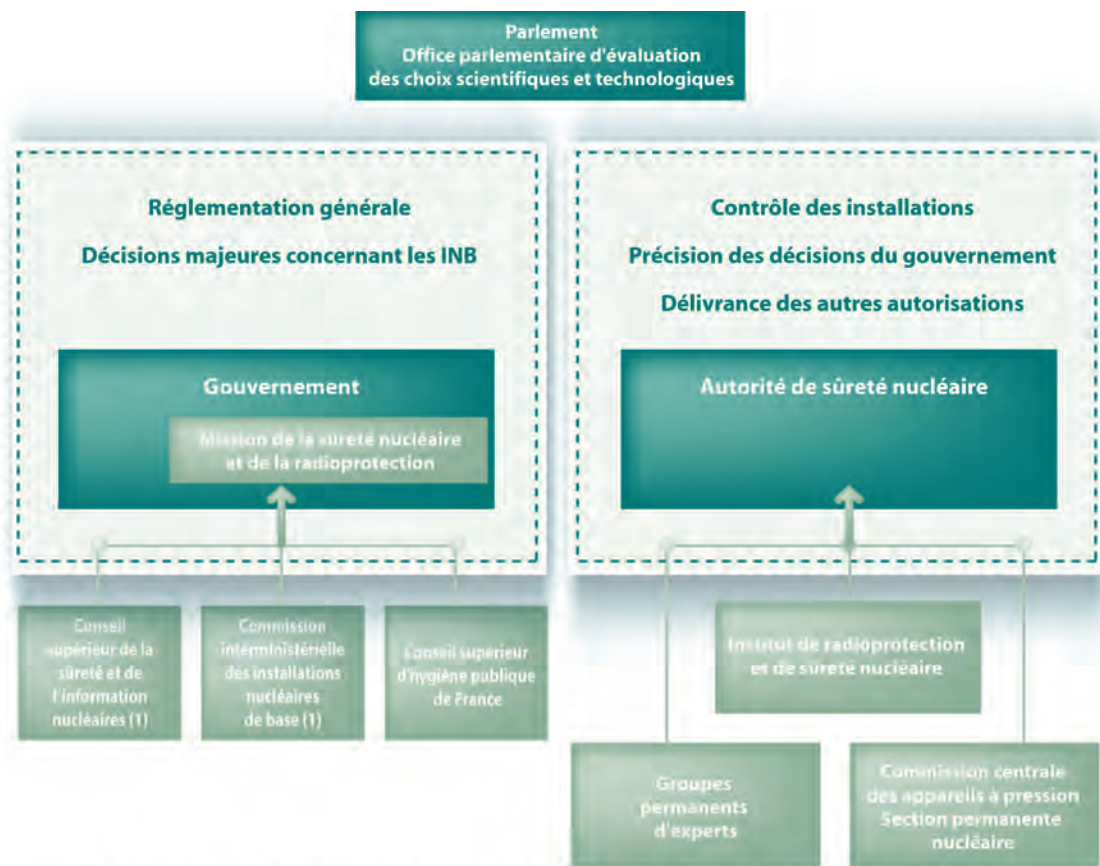 Parlement
Office parlementaire d'évaluation
des choix scientifiques et technologiques
Réglementation générale
Décisions majeures concernant les INB
Gouvernement
Mission de la sûreté nucléaire
et de la radioprotection
Conseil
supérieur de la
sûreté et de
l'information
nucléaires (1)
Commission
interministérielle
des installations
nucléaires
de base (1)
Conseil supérieur
d'hygiène publique
de France
Contrôle des installations
Précision des décisions du gouvernement
Délivrance des autres autorisations
Autorité de sûreté nucléaire
Institut de radioprotection
et de sûreté nucléaire
Groupes
permanents
d'experts
Commission centrale
des appareils à pression
Section permanente
nucléaire